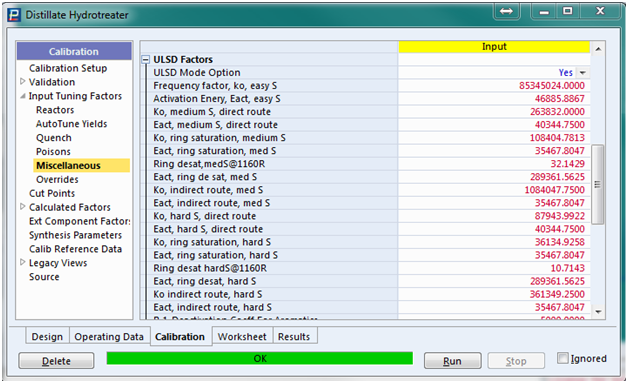 Distillate Hydrotreater
Calibration
Calibration Setup
Validation
Input Tuning Factors
Reactors
AutoTune Yields
Quench
Poisons
Miscellaneous
Overrides
Cut Points
Calculated Factors
Ext Component Factors
Synthesis Parameters
Calib Reference Data
Legacy Views
Source
Input
ULSD Factors
ULSD Mode Option Yes
Frequency factor, ko, easy S 85345024.0000
Activation Enery, Eact, easy S 46885.8867
Ko, medium S, direct route 263832.0000
Eact, medium S, direct route 40344.7500
Ko, ring saturation, medium S 108404.7813
Eact, ring saturation, med S 35467.8047
Ring desat,medS@1160R 32.1429
Eact, ring de sat, med S 289361.5625
Ko, indirect route, med S 1084047.7500
Eact, indirect route, med S 35467.8047
Ko, hard S, direct route 87943.9922
Eact, hard S, direct route 40344.7500
Ko, ring saturation, hard S 36134.9258
Eact, ring saturation, hard S 35467.8047
Ring desat hardS@1160R 10.7143
Eact, ring desat, hard S 289361.5625
Ko indirect route, hard S 361349.2500
Eact, indirect route, hard S 35467.8047
Design Operating Data Calibration Worksheet Results
Delete OK Run Stop Ignored